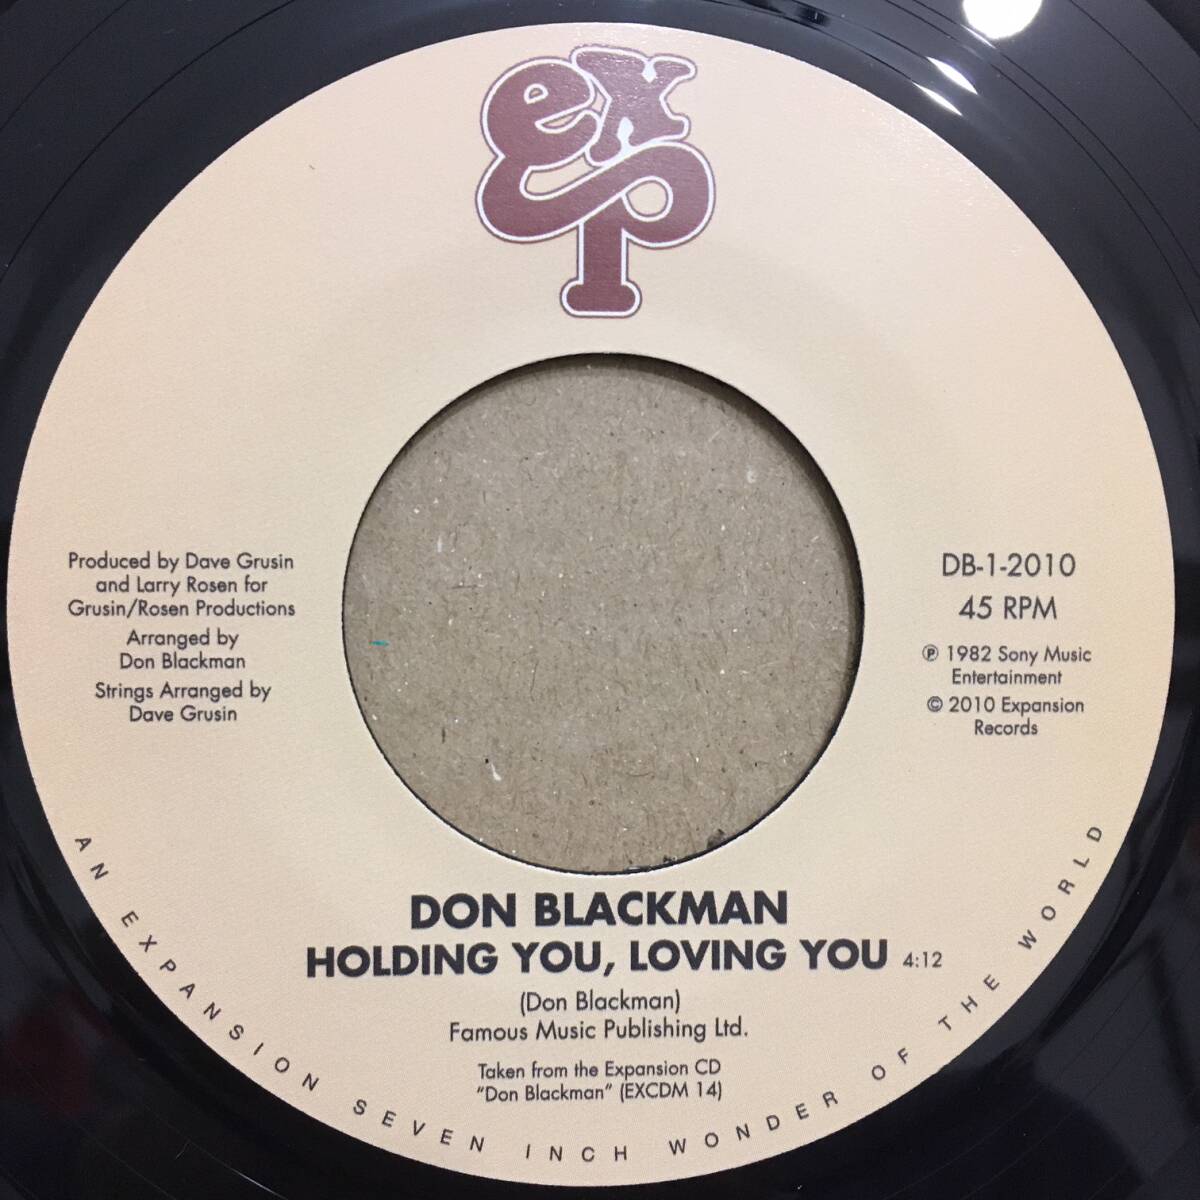 exp
Produced by Dave Grusin
and Larry Rosen for
Grusin/Rosen Productions
Arranged by
Don Blackman
Strings Arranged by
Dave Grusin
DB-1-2010
45 RPM
℗ 1982 Sony Music
Entertainment
© 2010 Expansion
Records
DON BLACKMAN
HOLDING YOU, LOVING YOU 4:12
(Don Blackman)
Famous Music Publishing Ltd.
Taken from the Expansion CD
"Don Blackman" (EXCDM 14)
AN EXPANSION SEVEN INCH WONDER OF THE WORLD